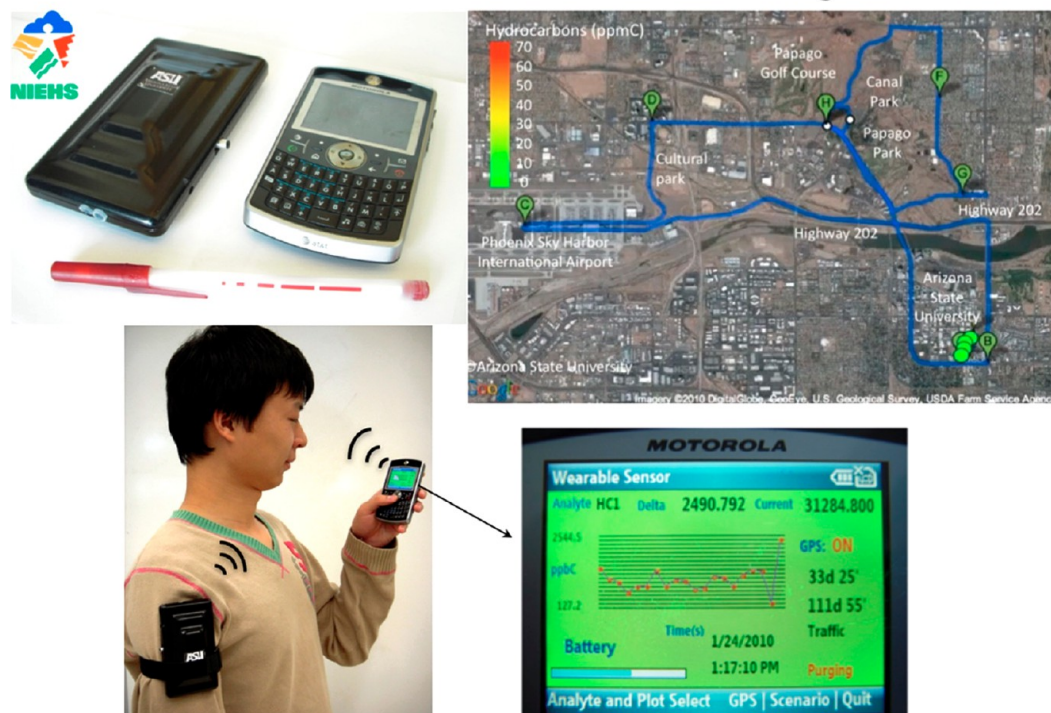 NIEHS
ASU
MOTOROLA
at&t
Hydrocarbons (ppmC)
70
60
50
40
30
20
10
0
Papago
Golf Course
Canal
Park
Papago
Park
Cultural
park
D
H
F
G
C
B
Highway 202
Highway 202
Phoenix Sky Harbor
International Airport
Arizona
State
University
Arizona State University
Google
Imagery ©2010 DigitalGlobe, GeoEye, U.S. Geological Survey, USDA Farm Service Agenc
ASU
MOTOROLA
Wearable Sensor
Analyte HC1 Delta 2490.792 Current 31284.800
2544.5
ppbC
127.2
GPS: ON
33d 25'
111d 55'
Time(s)
1/24/2010
1:17:10 PM
Traffic
Battery
Purging
Analyte and Plot Select GPS | Scenario | Quit